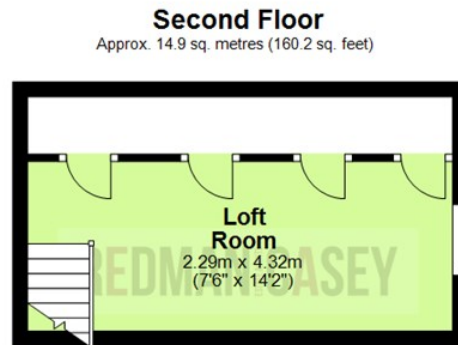 Second Floor
Approx. 14.9 sq. metres (160.2 sq. feet)
Loft
Room
REDMAN CASEY
2.29m x 4.32m
(7'6" x 14'2")